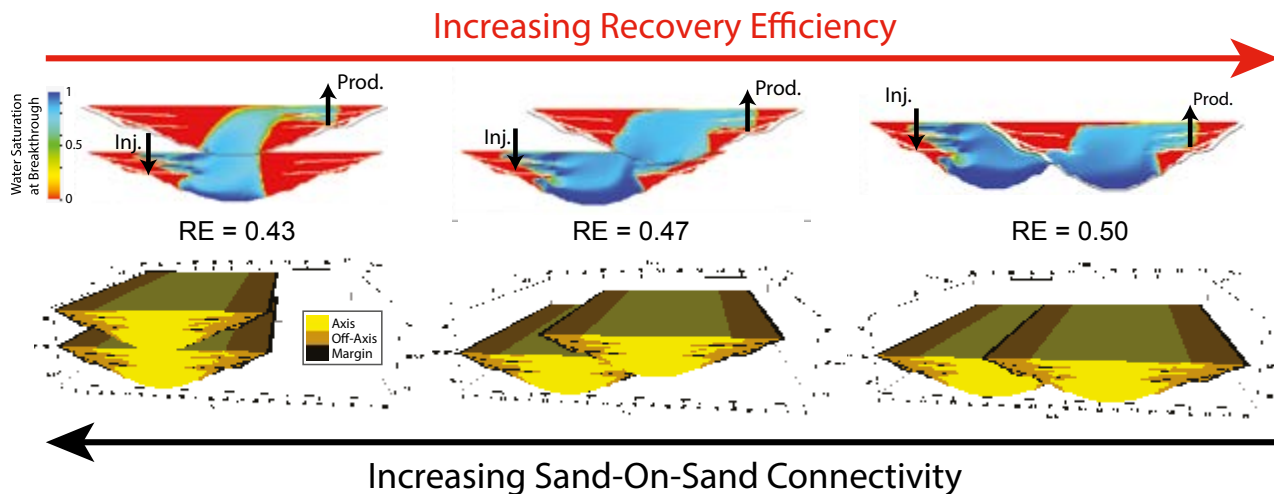 Increasing Recovery Efficiency
Water Saturation
at Breakthrough
1
0.5
0
Inj.
Prod.
Inj.
Prod.
Inj.
Prod.
RE = 0.43
RE = 0.47
RE = 0.50
Axis
Off-Axis
Margin
Increasing Sand-On-Sand Connectivity